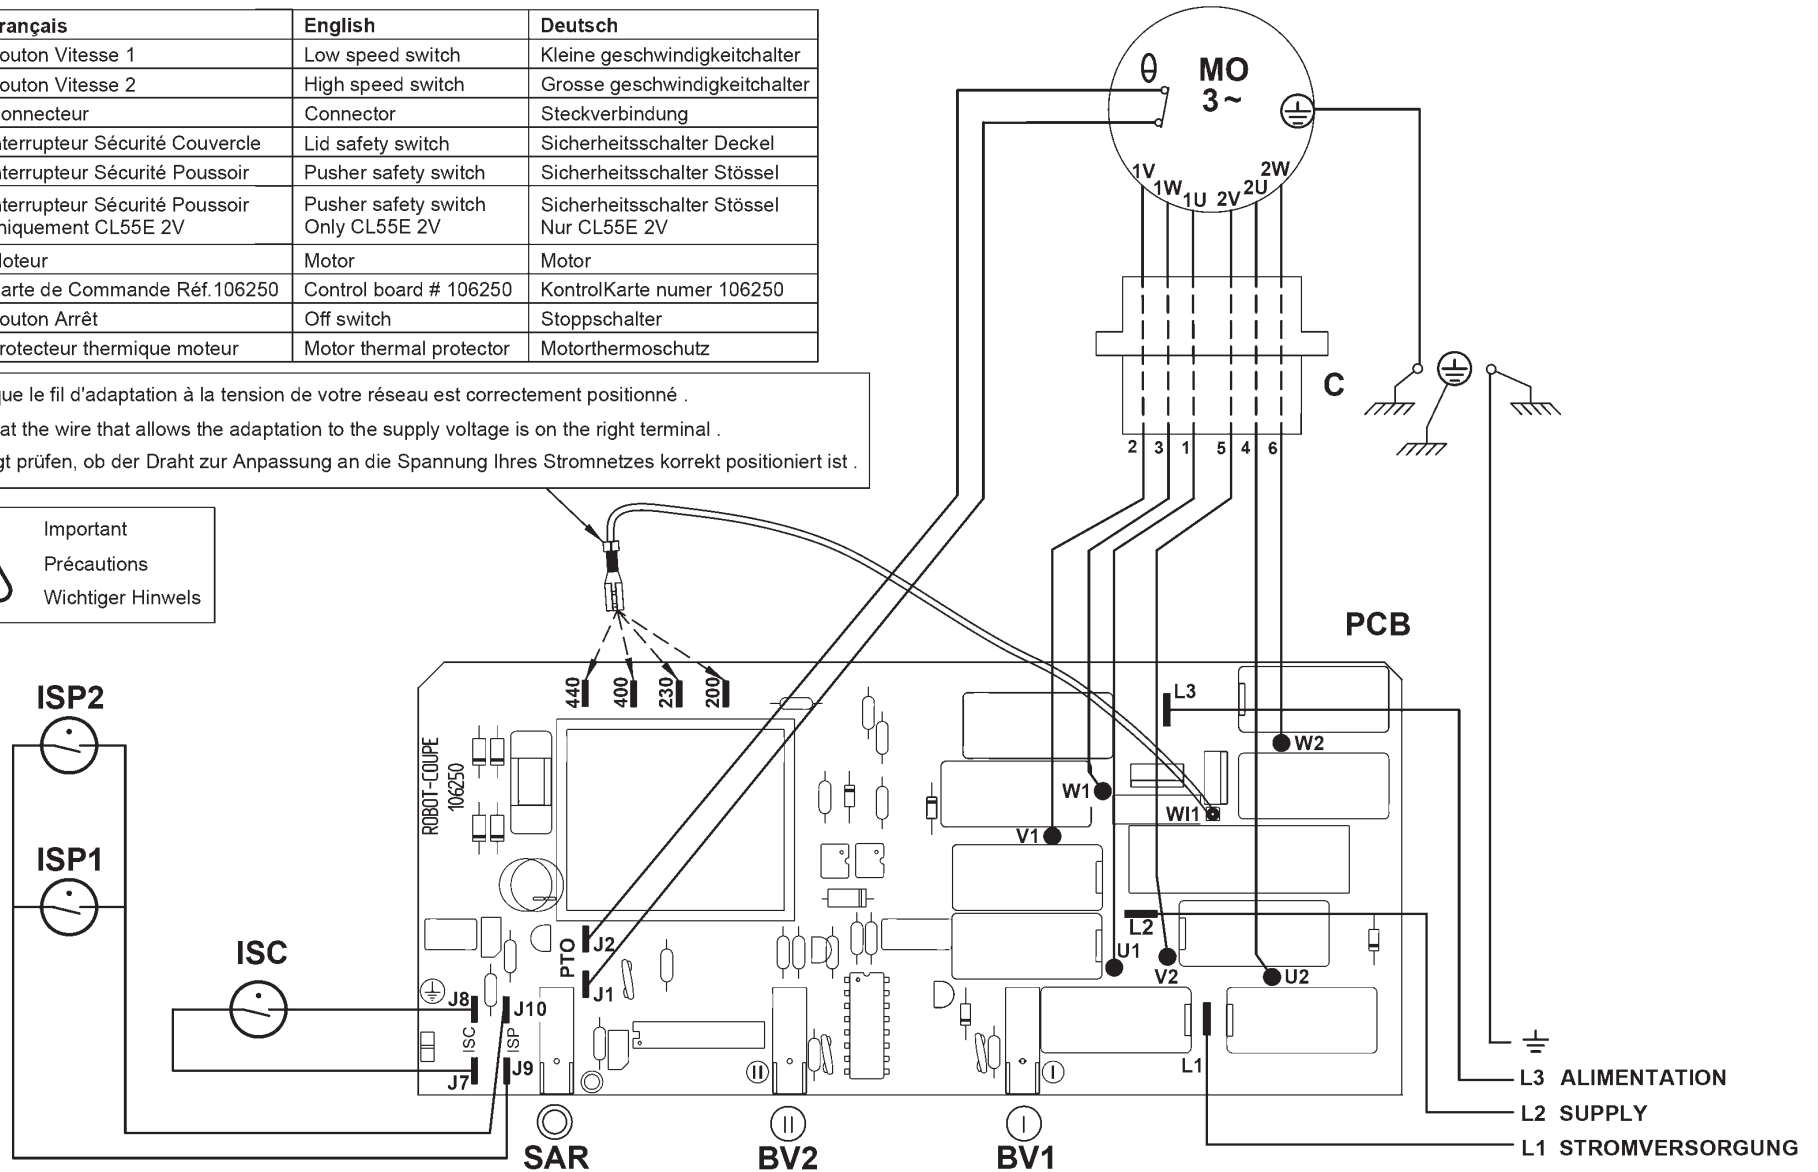 rançais English Deutsch
outon Vitesse 1 Low speed switch Kleine geschwindigkeitchalter
outon Vitesse 2 High speed switch Grosse geschwindigkeitchalter
onnecteur Connector Steckverbindung
terrupteur Sécurité Couvercle Lid safety switch Sicherheitsschalter Deckel
terrupteur Sécurité Poussoir Pusher safety switch Sicherheitsschalter Stössel
terrupteur Sécurité Poussoir Pusher safety switch Sicherheitsschalter Stössel
niquement CL55E 2V Only CL55E 2V Nur CL55E 2V
oteur Motor Motor
arte de Commande Réf.106250 Control board # 106250 KontrolKarte numer 106250
outon Arrêt Off switch Stoppschalter
rotecteur thermique moteur Motor thermal protector Motorthermoschutz
que le fil d'adaptation à la tension de votre réseau est correctement positionné .
at the wire that allows the adaptation to the supply voltage is on the right terminal .
gt prüfen, ob der Draht zur Anpassung an die Spannung Ihres Stromnetzes korrekt positioniert ist .
Important
Précautions
Wichtiger Hinwels
θ MO
3 ~
1V 1W 1U 2V 2U 2W
C
2 3 1 5 4 6
PCB
440 400 230 200
ISP2
ISP1
ISC
ROBOT-COUPE
106250
L3
W2
W1
WI1
V1
L2
U1
V2
U2
L1
PTO
J2
J1
J8
J10
ISC
ISP
J7
J9
II
I
SAR
II
BV2
I
BV1
L3 ALIMENTATION
L2 SUPPLY
L1 STROMVERSORGUNG